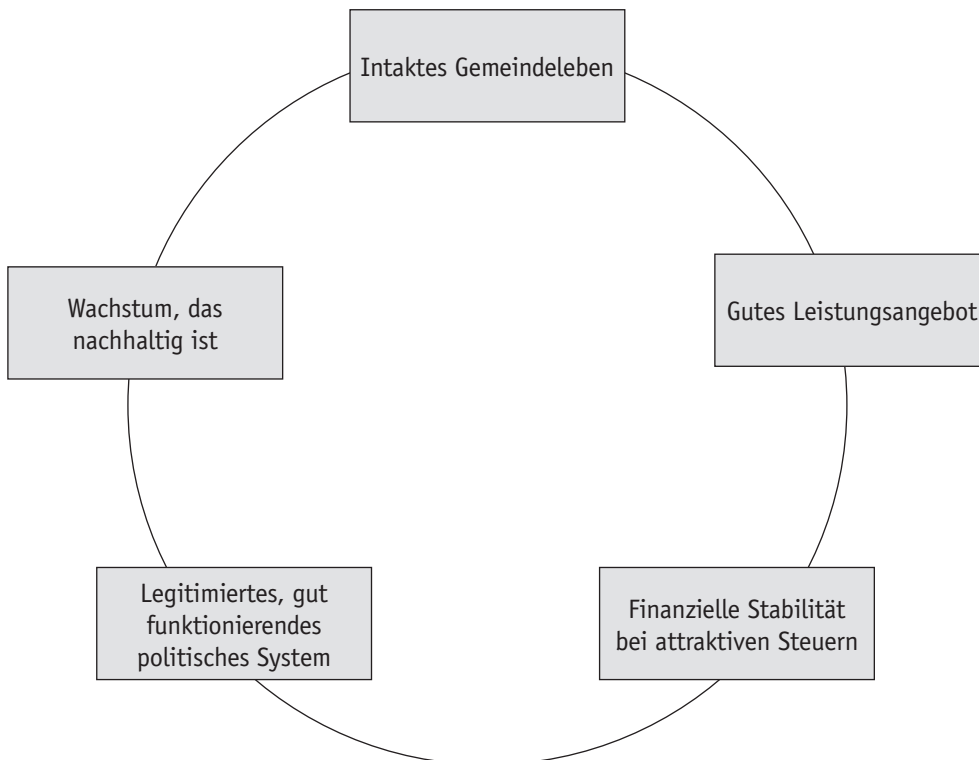 Intaktes Gemeindeleben
Gutes Leistungsangebot
Wachstum, das
nachhaltig ist
Finanzielle Stabilität
bei attraktiven Steuern
Legitimiertes, gut
funktionierendes
politisches System